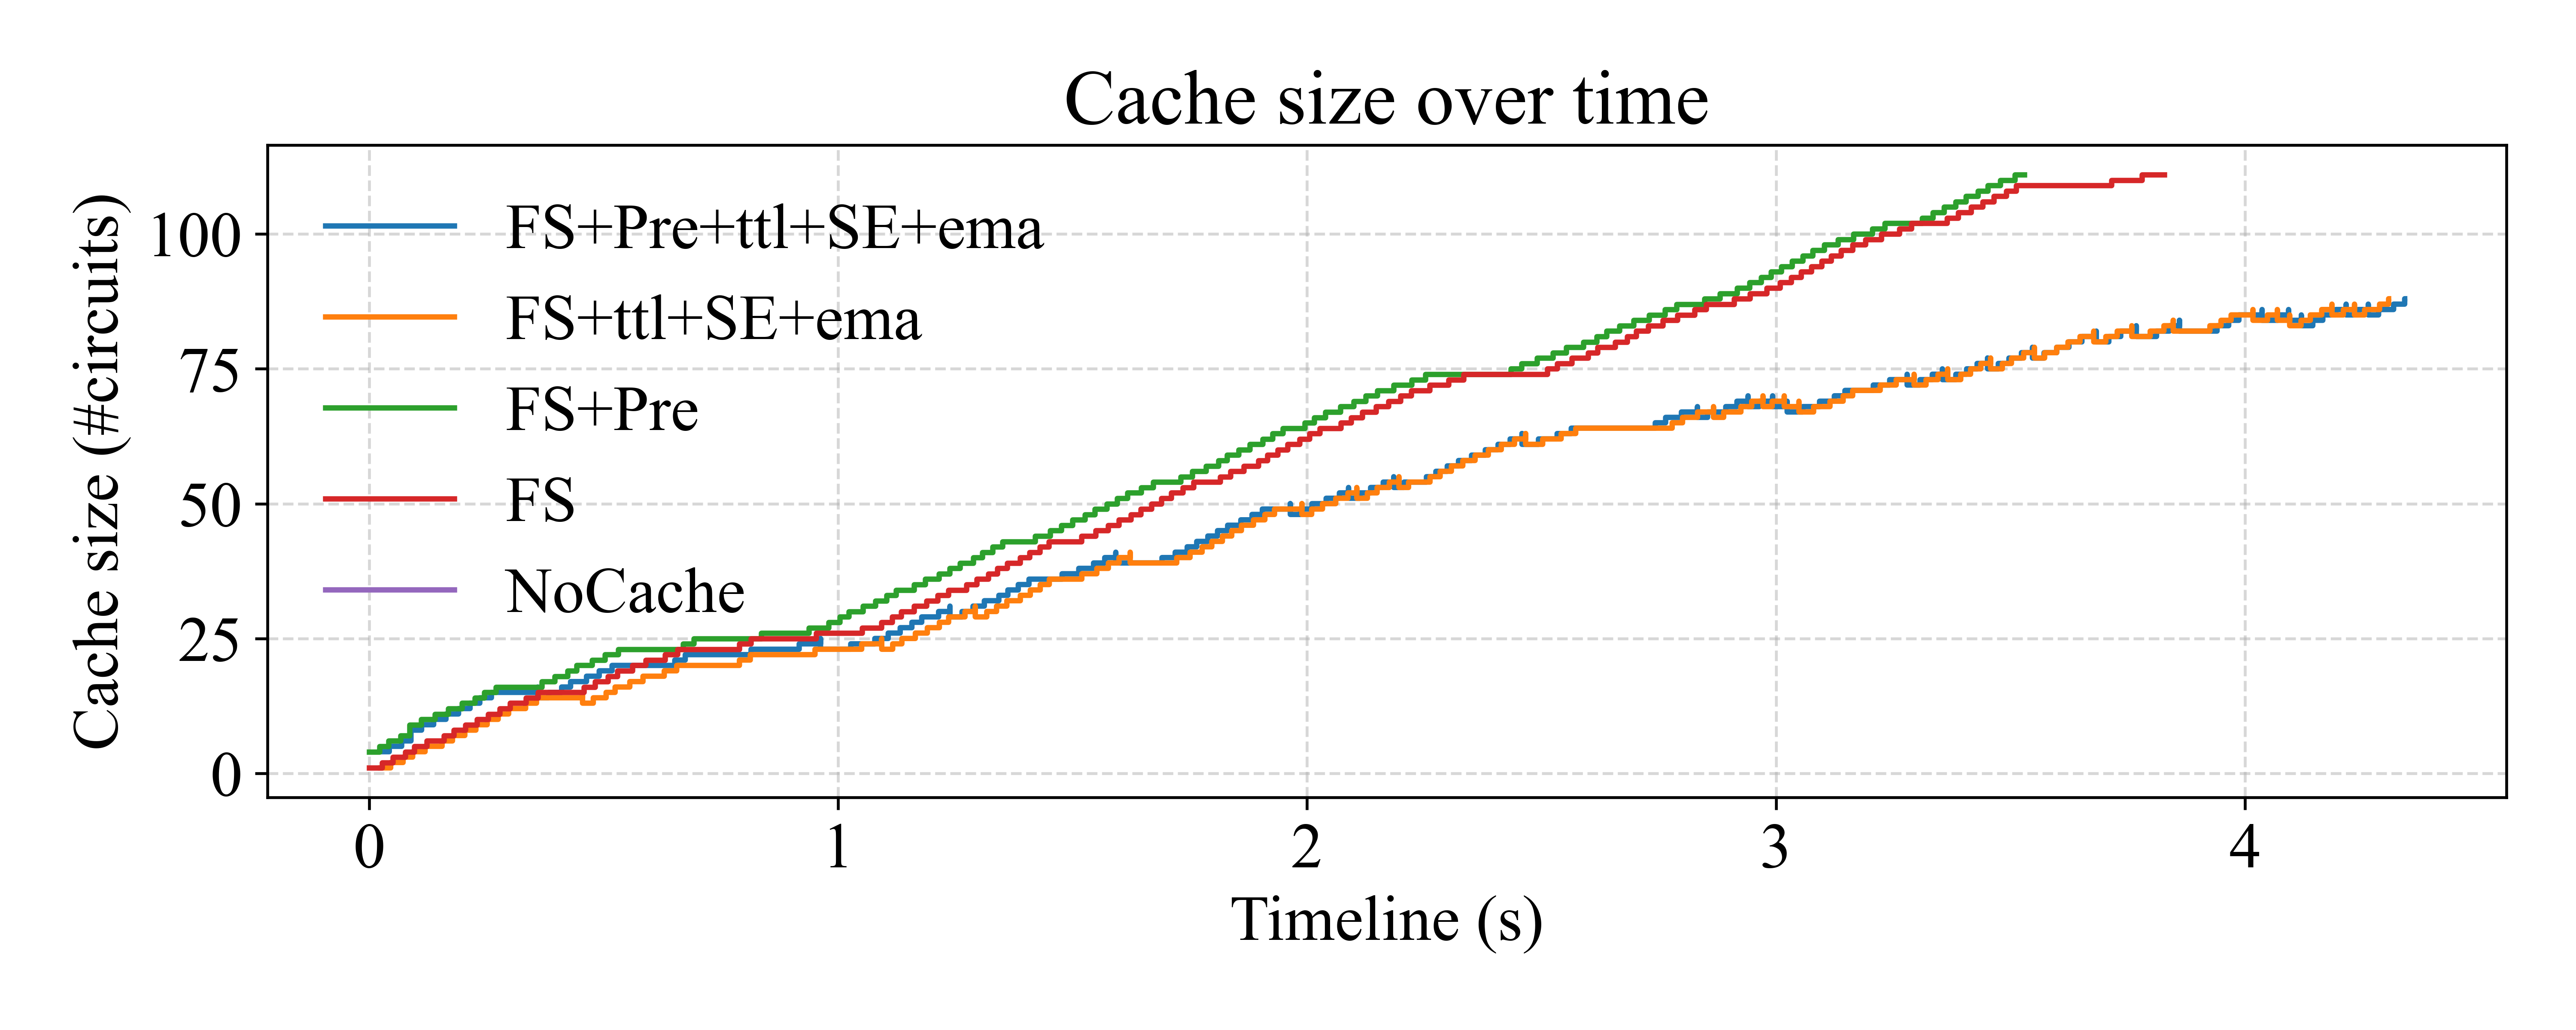 Cache size over time
Cache size (#circuits)
100
75
50
25
0
FS+Pre+ttl+SE+ema
FS+ttl+SE+ema
FS+Pre
FS
NoCache
0 1 2 3 4
Timeline (s)